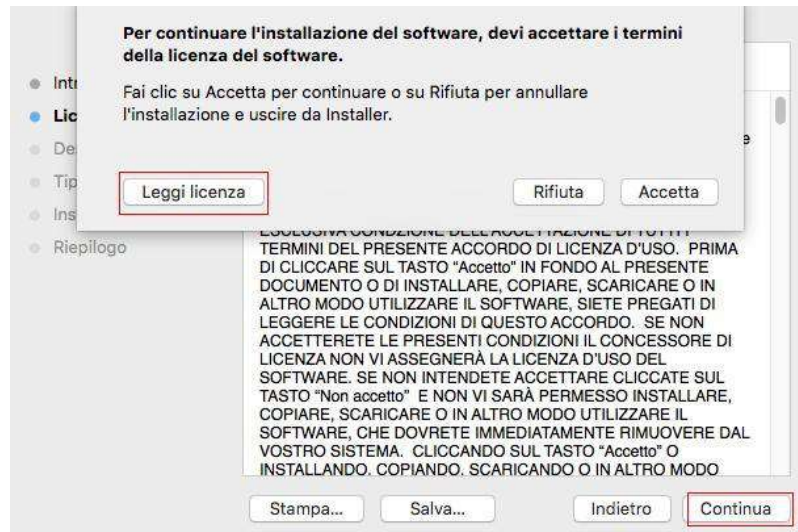 Per continuare l'installazione del software, devi accettare i termini
della licenza del software.
Fai clic su Accetta per continuare o su Rifiuta per annullare
l'installazione e uscire da Installer.
Leggi licenza
Rifiuta
Accetta
Riepilogo
ESCLUSIVA CONDZIONE DELL'ACCETTAZIONE DI TUTTI I
TERMINI DEL PRESENTE ACCORDO DI LICENZA D'USO. PRIMA
DI CLICCARE SUL TASTO “Accetto” IN FONDO AL PRESENTE
DOCUMENTO O DI INSTALLARE, COPIARE, SCARICARE O IN
ALTRO MODO UTILIZZARE IL SOFTWARE, SIETE PREGATI DI
LEGGERE LE CONDIZIONI DI QUESTO ACCORDO. SE NON
ACCETTERETE LE PRESENTI CONDIZIONI IL CONCESSORE DI
LICENZA NON VI ASSEGNERÀ LA LICENZA D'USO DEL
SOFTWARE. SE NON INTENDETE ACCETTARE CLICCATE SUL
TASTO “Non accetto” E NON VI SARÀ PERMESSO INSTALLARE,
COPIARE, SCARICARE O IN ALTRO MODO UTILIZZARE IL
SOFTWARE, CHE DOVRETE IMMEDIATAMENTE RIMUOVERE DAL
VOSTRO SISTEMA. CLICCANDO SUL TASTO “Accetto” O
INSTALLANDO, COPIANDO, SCARICANDO O IN ALTRO MODO
Stampa...
Salva...
Indietro
Continua